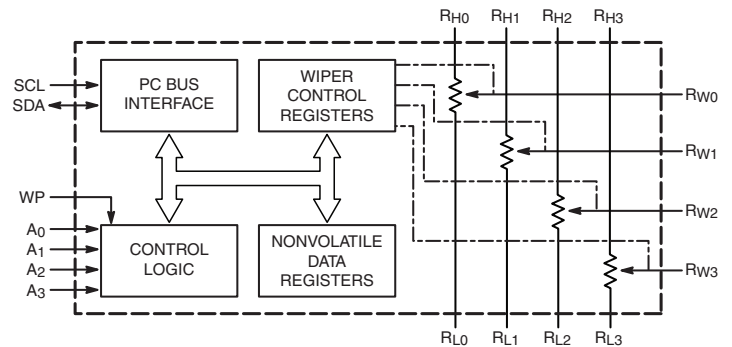 RH0 RH1 RH2 RH3
SCL
SDA
PC BUS
INTERFACE
WIPER
CONTROL
REGISTERS
RW0
RW1
WP
RW2
A0
A1
A2
A3
CONTROL
LOGIC
NONVOLATILE
DATA
REGISTERS
RW3
RL0 RL1 RL2 RL3